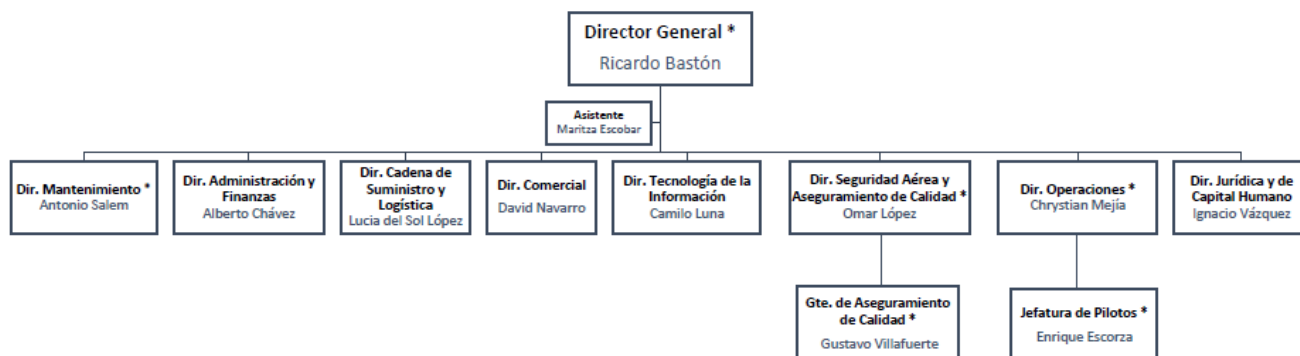 Director General *
Ricardo Bastón
Asistente
Maritza Escobar
Dir. Mantenimiento *
Antonio Salem
Dir. Administración y
Finanzas
Alberto Chávez
Dir. Cadena de
Suministro y
Logística
Lucia del Sol López
Dir. Comercial
David Navarro
Dir. Tecnología de la
Información
Camilo Luna
Dir. Seguridad Aérea y
Aseguramiento de Calidad *
Omar López
Dir. Operaciones *
Chrystian Mejía
Dir. Jurídica y de
Capital Humano
Ignacio Vázquez
Gte. de Aseguramiento
de Calidad *
Gustavo Villafuerte
Jefatura de Pilotos *
Enrique Escorza